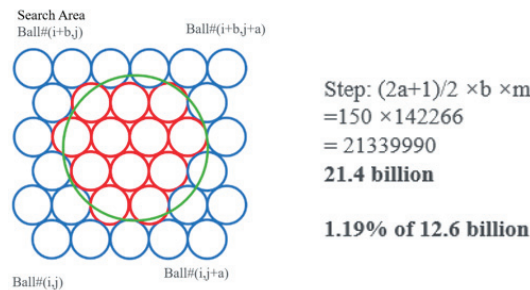 Search Area
Ball#(i+b,j)
Ball#(i+b,j+a)
Step: (2a+1)/2 ×b ×m
=150 ×142266
= 21339990
21.4 billion
1.19% of 12.6 billion
Ball#(i,j)
Ball#(i,j+a)